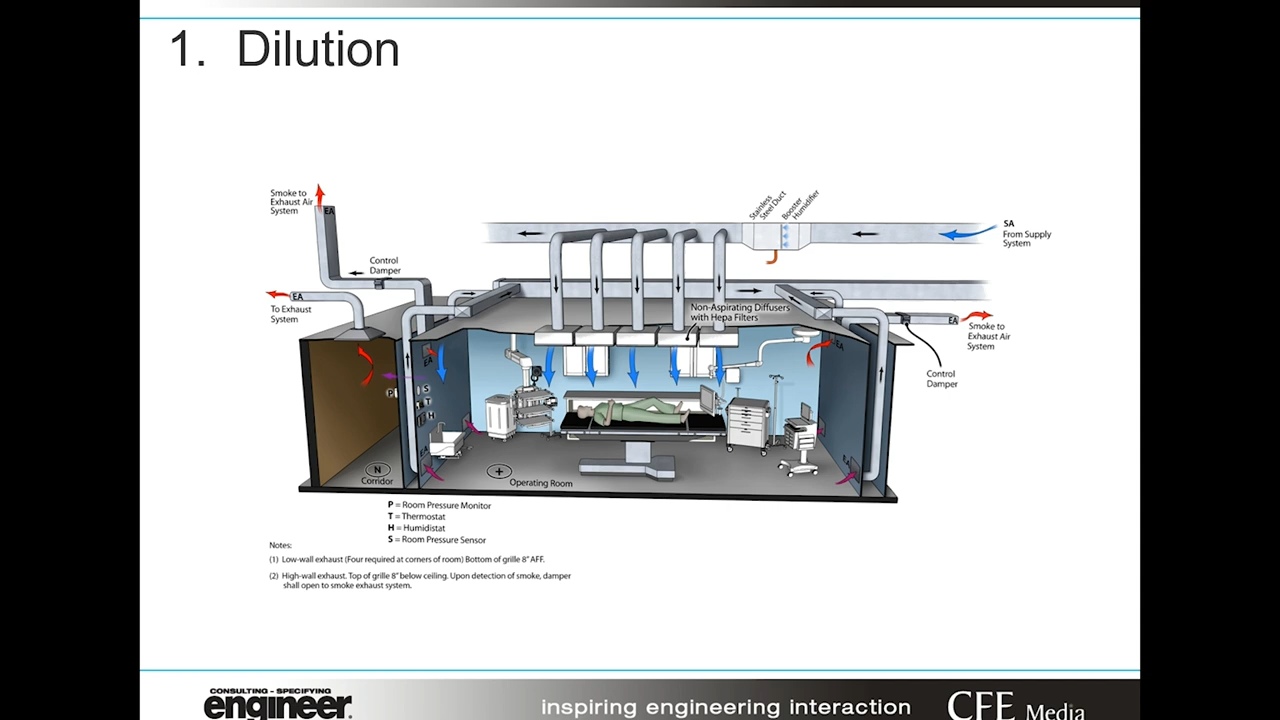 1. Dilution
Smoke to
Exhaust Air
System
EA
Control
Damper
EA
To Exhaust
System
Stainless
Steel Duct
Booster
Humidifier
SA
From Supply
System
Non-Aspirating Diffusers
with Hepa Filters
EA
Smoke to
Exhaust Air
System
Control
Damper
EA
EA
P
S
T
H
EA
EA
N
Corridor
+
Operating Room
P = Room Pressure Monitor
T = Thermostat
H = Humidistat
S = Room Pressure Sensor
Notes:
(1) Low-wall exhaust (Four required at corners of room) Bottom of grille 8" AFF.
(2) High-wall exhaust. Top of grille 8" below ceiling. Upon detection of smoke, damper
shall open to smoke exhaust system.
CONSULTING - SPECIFYING
engineer
inspiring engineering interaction
CFE Media